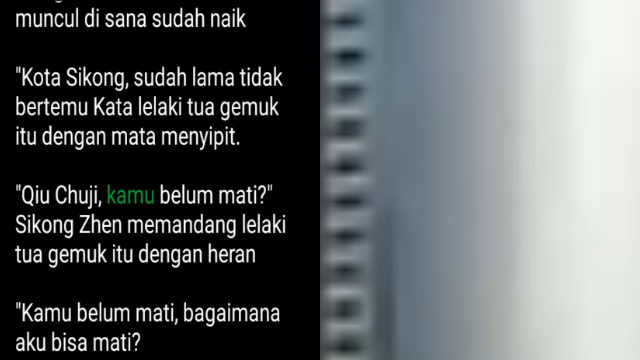 muncul di sana sudah naik
"Kota Sikong, sudah lama tidak
bertemu Kata lelaki tua gemuk
itu dengan mata menyipit.
"Qiu Chuji, kamu belum mati?"
Sikong Zhen memandang lelaki
tua gemuk itu dengan heran
"Kamu belum mati, bagaimana
aku bisa mati?